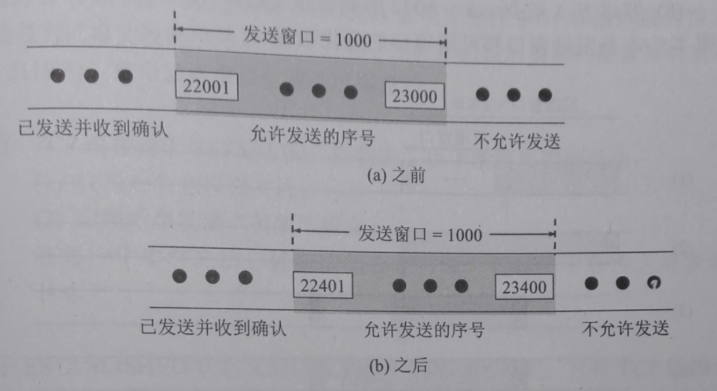 发送窗口 = 1000
22001
23000
已发送并收到确认
允许发送的序号
不允许发送
(a) 之前
发送窗口 = 1000
22401
23400
已发送并收到确认
允许发送的序号
不允许发送
(b) 之后